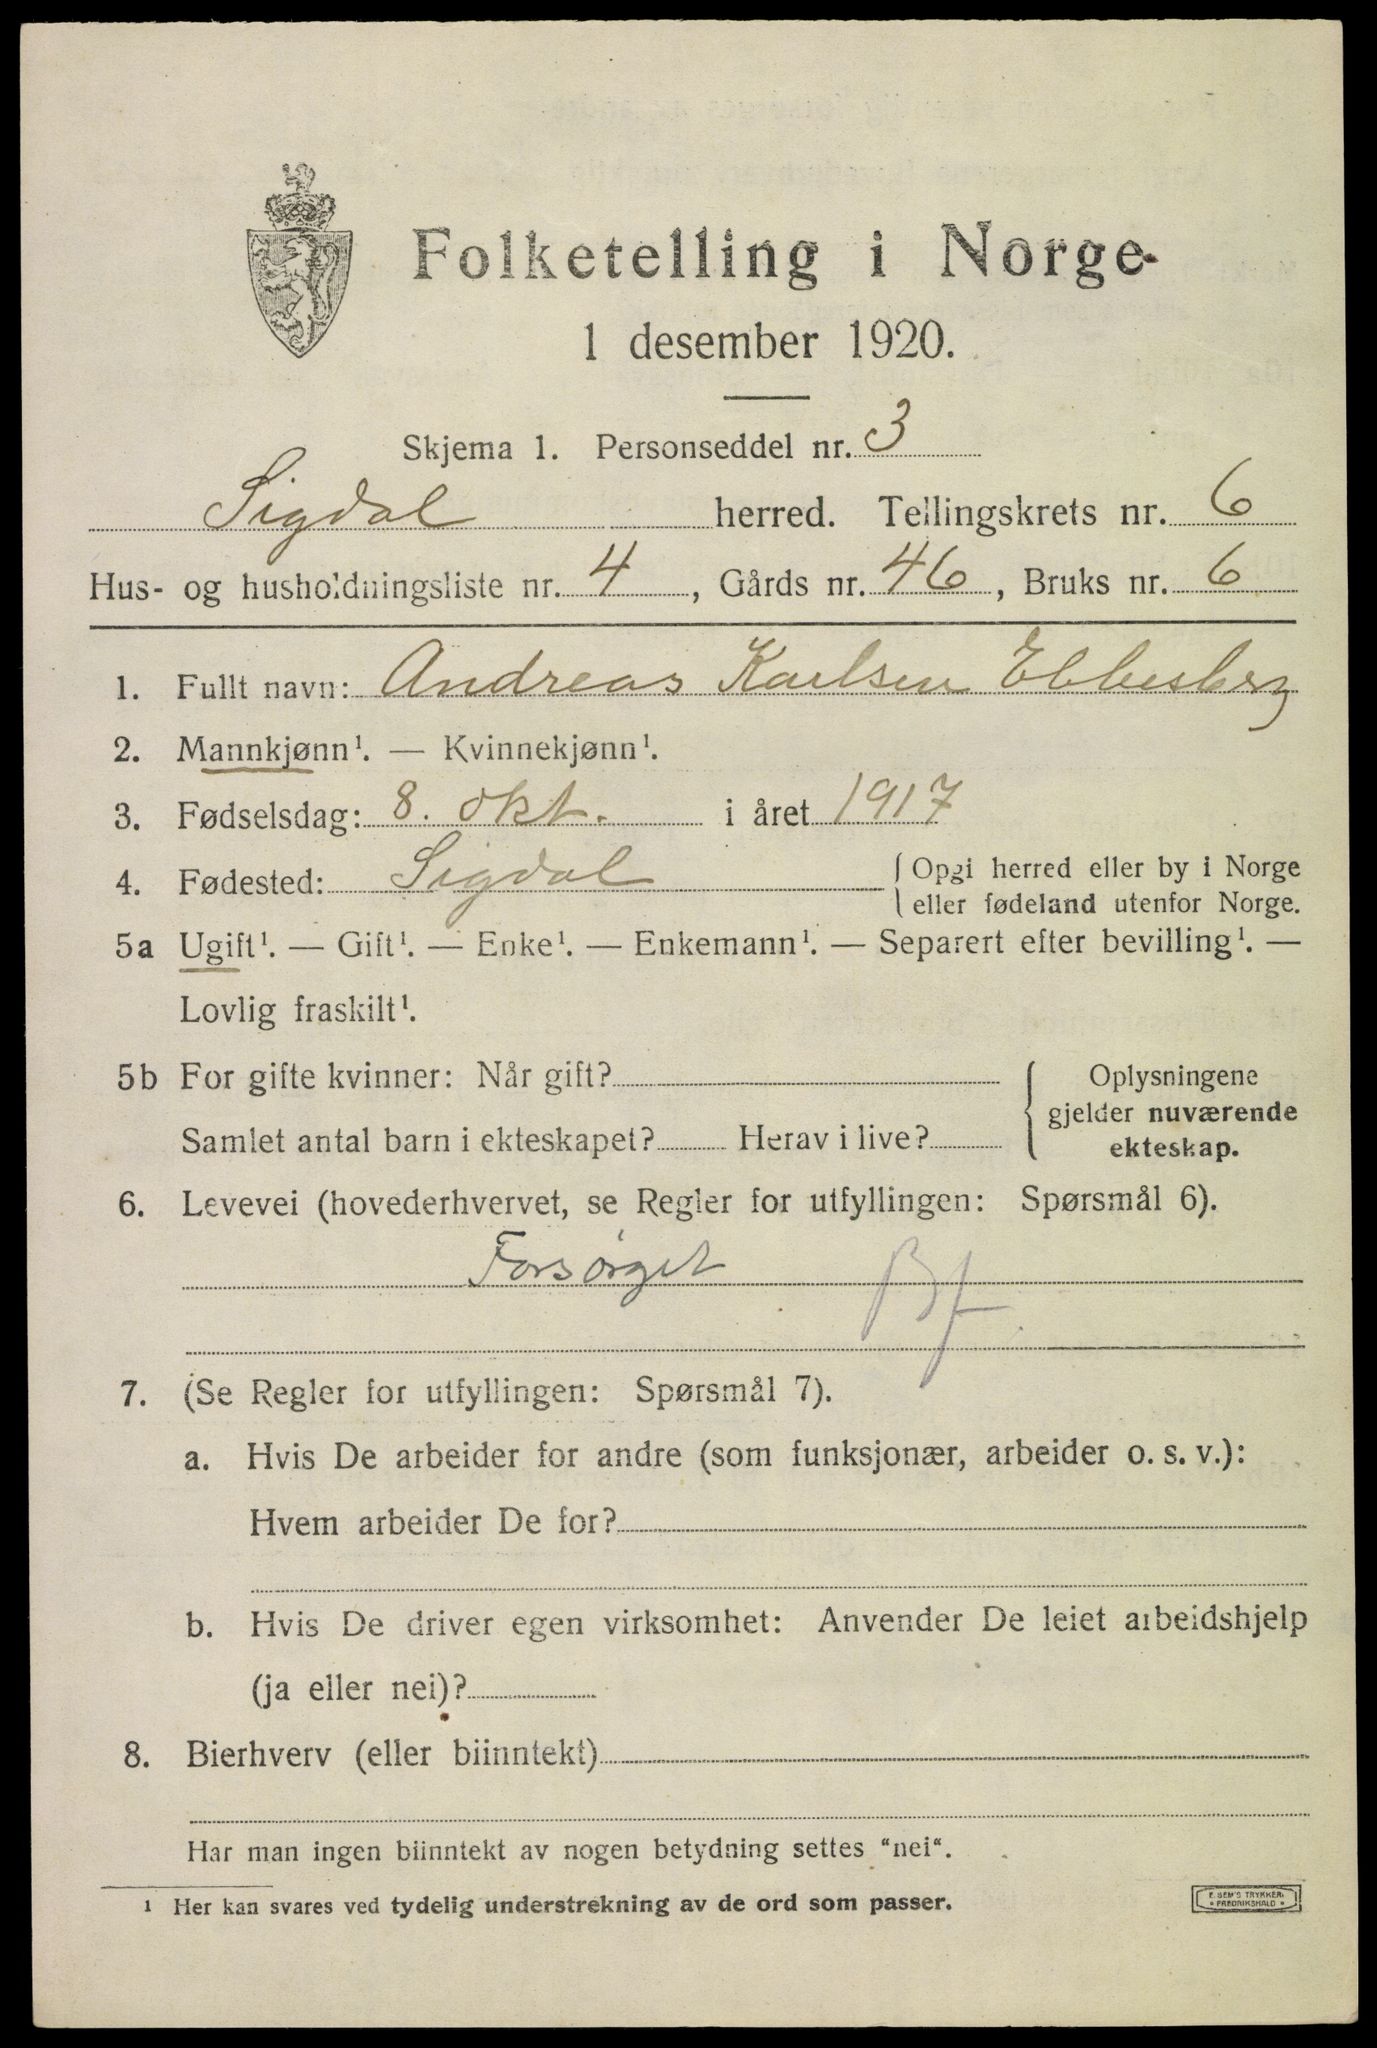 Folketelling i Norge
1 desember 1920.
Skjema 1. Personseddel nr. 3
Sigdal herred. Tellingskrets nr. 6
Hus- og husholdningsliste nr. 4, Gårds nr. 46, Bruks nr. 6
1. Fullt navn: Andreas Karlsen Ebbesberg
2. Mannkjønn¹. — Kvinnekjønn¹.
3. Fødselsdag: 8. okt. i året 1917
4. Fødested: Sigdal { Opgi herred eller by i Norge
eller fødeland utenfor Norge.
5a Ugift¹. — Gift¹. — Enke¹. — Enkemann¹. — Separert efter bevilling¹. —
Lovlig fraskilt¹.
5b For gifte kvinner: Når gift?
Samlet antal barn i ekteskapet? Herav i live?
{ Oplysningene
gjelder nuværende
ekteskap.
6. Levevei (hovederhvervet, se Regler for utfyllingen: Spørsmål 6).
Forsørget Bf
7. (Se Regler for utfyllingen: Spørsmål 7).
a. Hvis De arbeider for andre (som funksjonær, arbeider o. s. v.):
Hvem arbeider De for?
b. Hvis De driver egen virksomhet: Anvender De leiet arbeidshjelp
(ja eller nei)?
8. Bierhverv (eller biinntekt)
Har man ingen biinntekt av nogen betydning settes "nei".
¹ Her kan svares ved tydelig understrekning av de ord som passer.
E. SEM'S TRYKKERI
• FREDRIKSHALD •